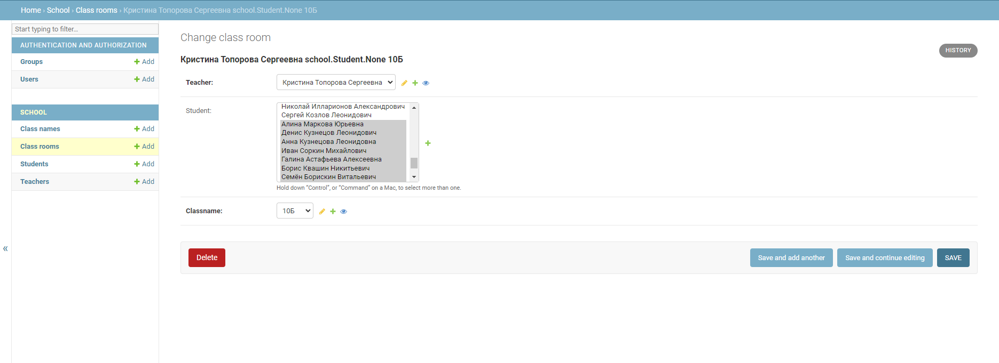 Home › School › Class rooms › Кристина Топорова Сергеевна school.Student.None 10Б
Start typing to filter...
AUTHENTICATION AND AUTHORIZATION
Groups Add
Users Add
SCHOOL
Class names Add
Class rooms Add
Students Add
Teachers Add
«
Change class room
HISTORY
Кристина Топорова Сергеевна school.Student.None 10Б
Teacher: Кристина Топорова Сергеевна
Student:
Николай Илларионов Александрович
Сергей Козлов Леонидович
Алина Маркова Юрьевна
Денис Кузнецов Леонидович
Анна Кузнецова Леонидовна
Иван Соркин Михайлович
Галина Астафьева Алексеевна
Борис Квашин Никитьевич
Семён Борискин Витальевич
Hold down “Control”, or “Command” on a Mac, to select more than one.
Classname: 10Б
Delete
Save and add another
Save and continue editing
SAVE